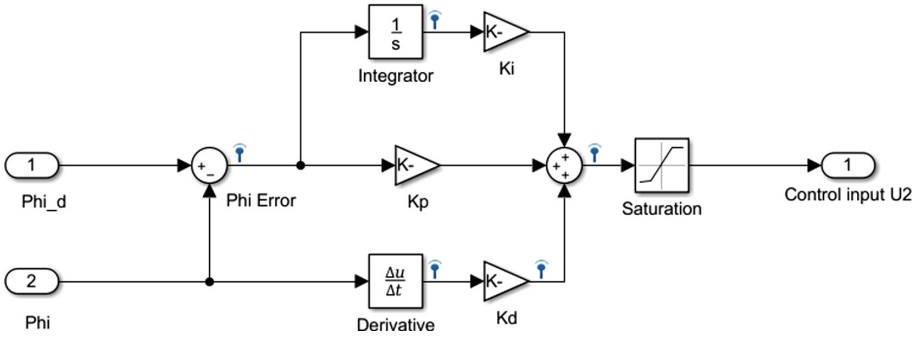 1
s
Integrator
K-
Ki
1
Phi_d
+
−
Phi Error
K-
Kp
+
+
+
Saturation
1
Control input U2
2
Phi
Δu
Δt
Derivative
K-
Kd